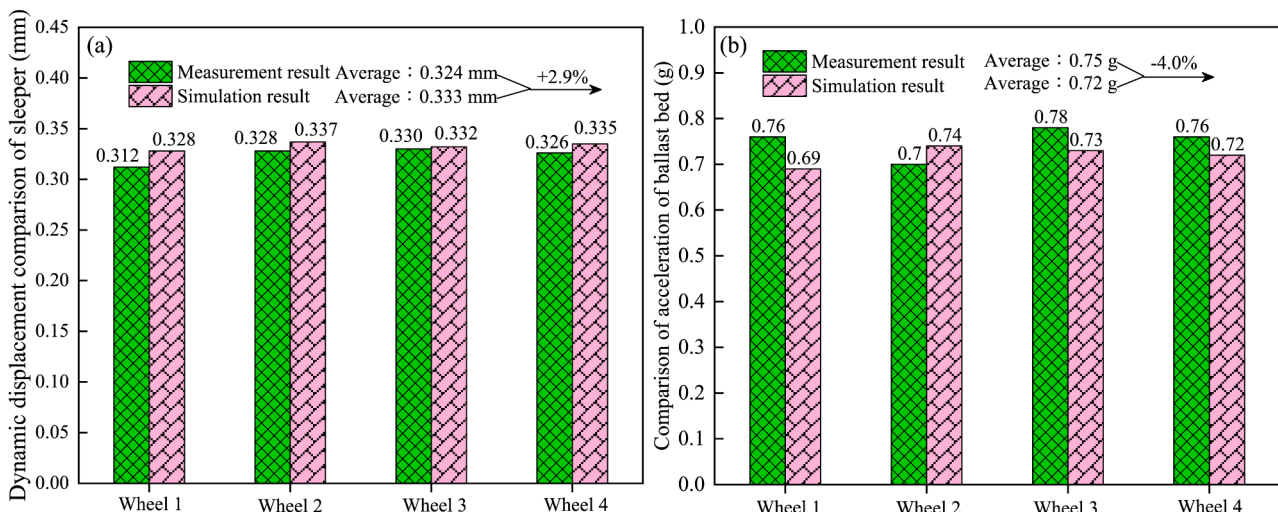 Dynamic displacement comparison of sleeper (mm)
0.45
0.40
0.35
0.30
0.25
0.20
0.15
0.10
0.05
0.00
(a)
Measurement result Average：0.324 mm
Simulation result Average：0.333 mm
+2.9%
0.312
0.328
0.328
0.337
0.330
0.332
0.326
0.335
Wheel 1
Wheel 2
Wheel 3
Wheel 4
Comparison of acceleration of ballast bed (g)
1.0
0.9
0.8
0.7
0.6
0.5
0.4
0.3
0.2
0.1
0.0
(b)
Measurement result Average：0.75 g
Simulation result Average：0.72 g
-4.0%
0.76
0.69
0.7
0.74
0.78
0.73
0.76
0.72
Wheel 1
Wheel 2
Wheel 3
Wheel 4